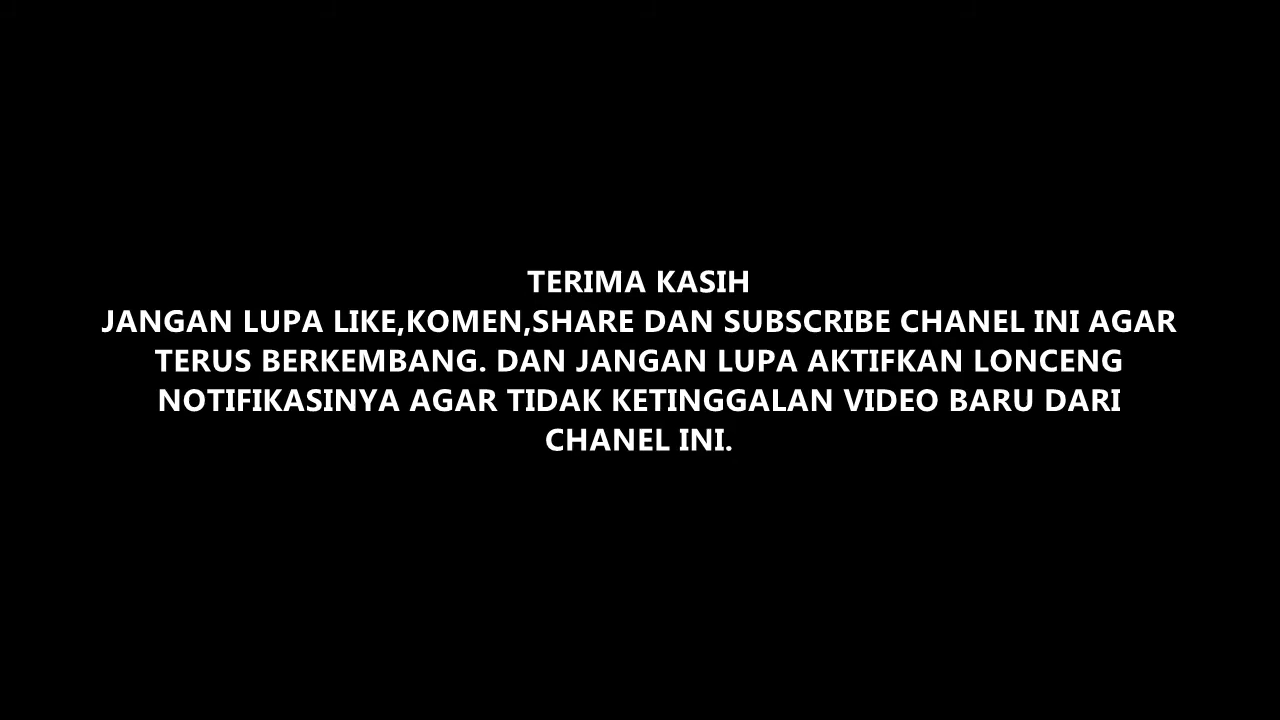 TERIMA KASIH
JANGAN LUPA LIKE,KOMEN,SHARE DAN SUBSCRIBE CHANEL INI AGAR
TERUS BERKEMBANG. DAN JANGAN LUPA AKTIFKAN LONCENG
NOTIFIKASINYA AGAR TIDAK KETINGGALAN VIDEO BARU DARI
CHANEL INI.